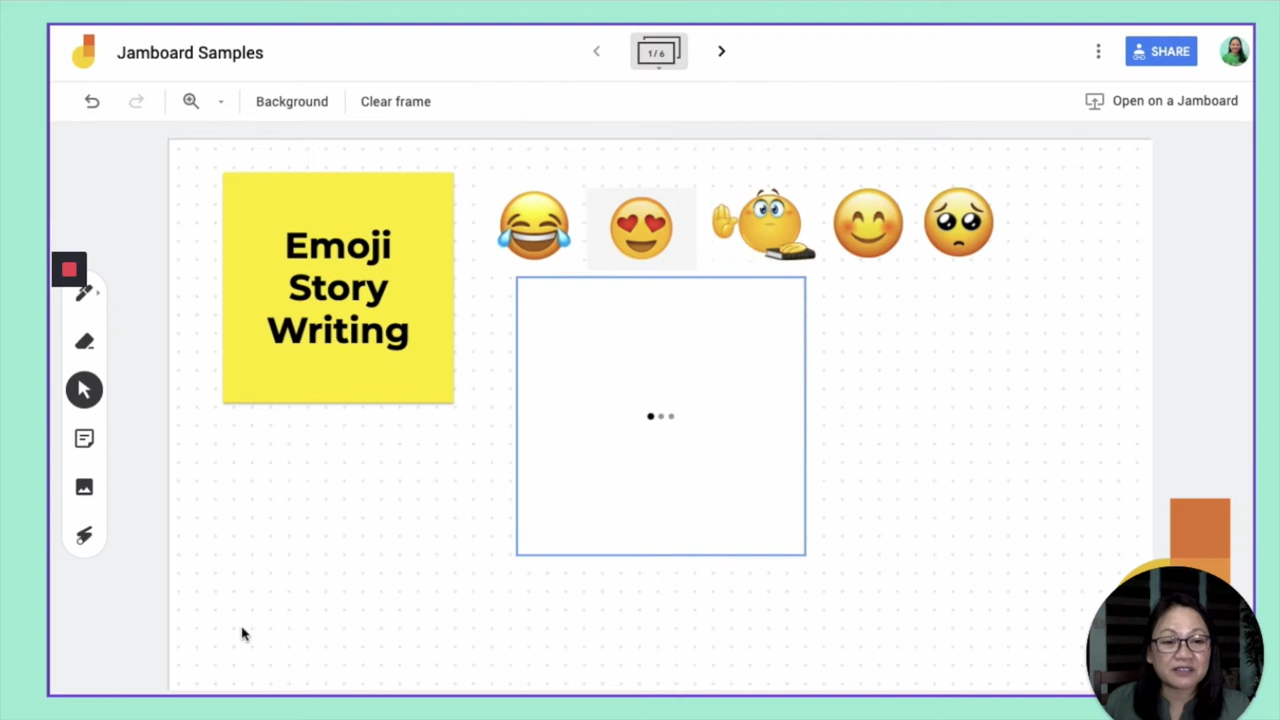 Jamboard Samples
1/6
SHARE
Background
Clear frame
Open on a Jamboard
Emoji
Story
Writing